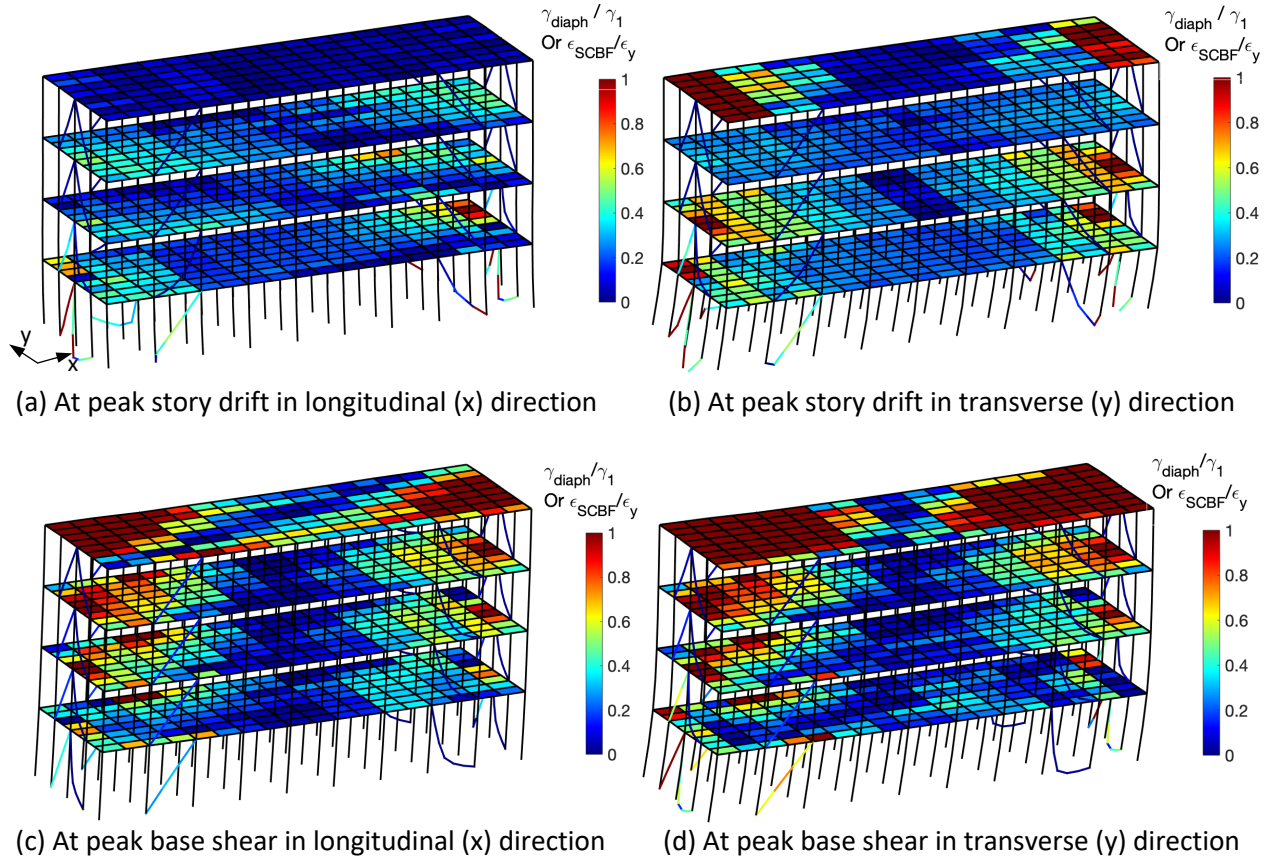 γdiaph / γ1
Or ϵSCBF/ϵy
1
0.8
0.6
0.4
0.2
0
y
x
(a) At peak story drift in longitudinal (x) direction
γdiaph / γ1
Or ϵSCBF/ϵy
1
0.8
0.6
0.4
0.2
0
(b) At peak story drift in transverse (y) direction
γdiaph/γ1
Or ϵSCBF/ϵy
1
0.8
0.6
0.4
0.2
0
(c) At peak base shear in longitudinal (x) direction
γdiaph/γ1
Or ϵSCBF/ϵy
1
0.8
0.6
0.4
0.2
0
(d) At peak base shear in transverse (y) direction